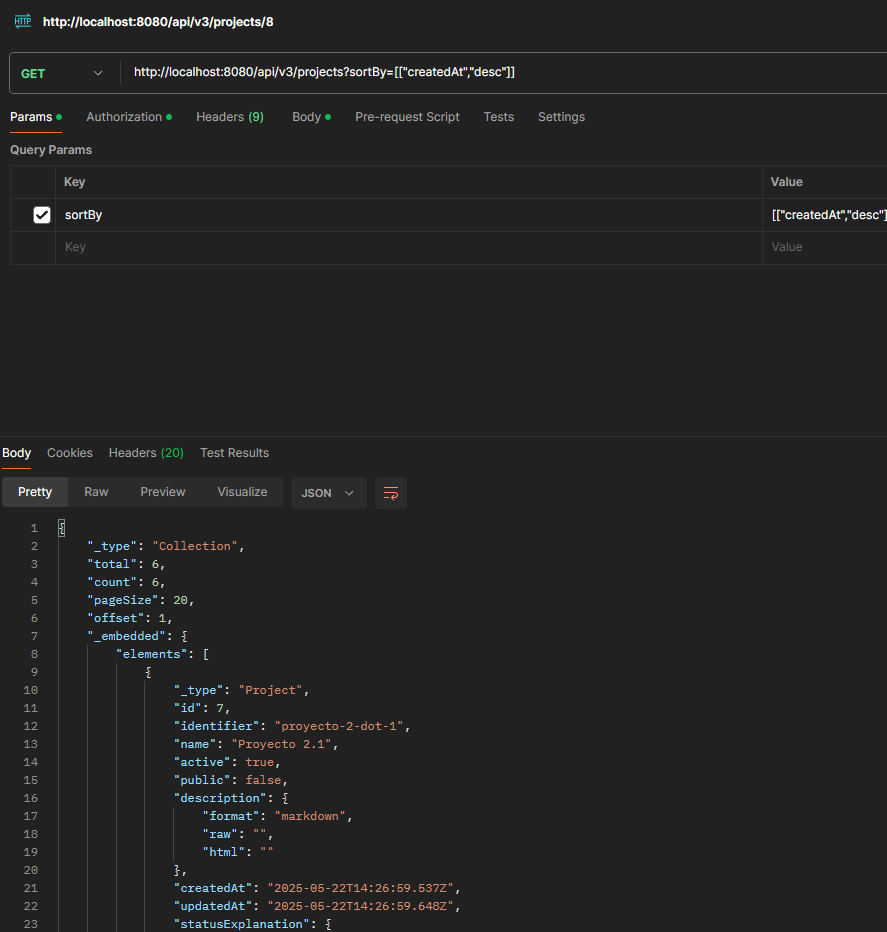 HTTP http://localhost:8080/api/v3/projects/8
GET http://localhost:8080/api/v3/projects?sortBy=[["createdAt","desc"]]
Params Authorization Headers (9) Body Pre-request Script Tests Settings
Query Params
Key Value
sortBy [["createdAt","desc"]
Key Value
Body Cookies Headers (20) Test Results
Pretty Raw Preview Visualize JSON
1 {
2 "_type": "Collection",
3 "total": 6,
4 "count": 6,
5 "pageSize": 20,
6 "offset": 1,
7 "_embedded": {
8 "elements": [
9 {
10 "_type": "Project",
11 "id": 7,
12 "identifier": "proyecto-2-dot-1",
13 "name": "Proyecto 2.1",
14 "active": true,
15 "public": false,
16 "description": {
17 "format": "markdown",
18 "raw": "",
19 "html": ""
20 },
21 "createdAt": "2025-05-22T14:26:59.537Z",
22 "updatedAt": "2025-05-22T14:26:59.648Z",
23 "statusExplanation": {